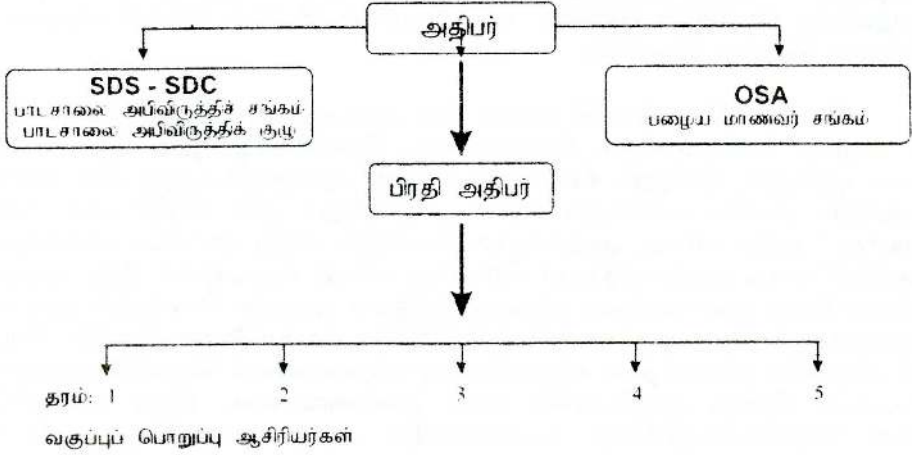 அதிபர்
SDS - SDC
பாடசாலை அபிவிருத்திச் சங்கம்
பாடசாலை அபிவிருத்திக் குழு
OSA
பழைய மாணவர் சங்கம்
பிரதி அதிபர்
தரம்: 1 2 3 4 5
வகுப்புப் பொறுப்பு ஆசிரியர்கள்